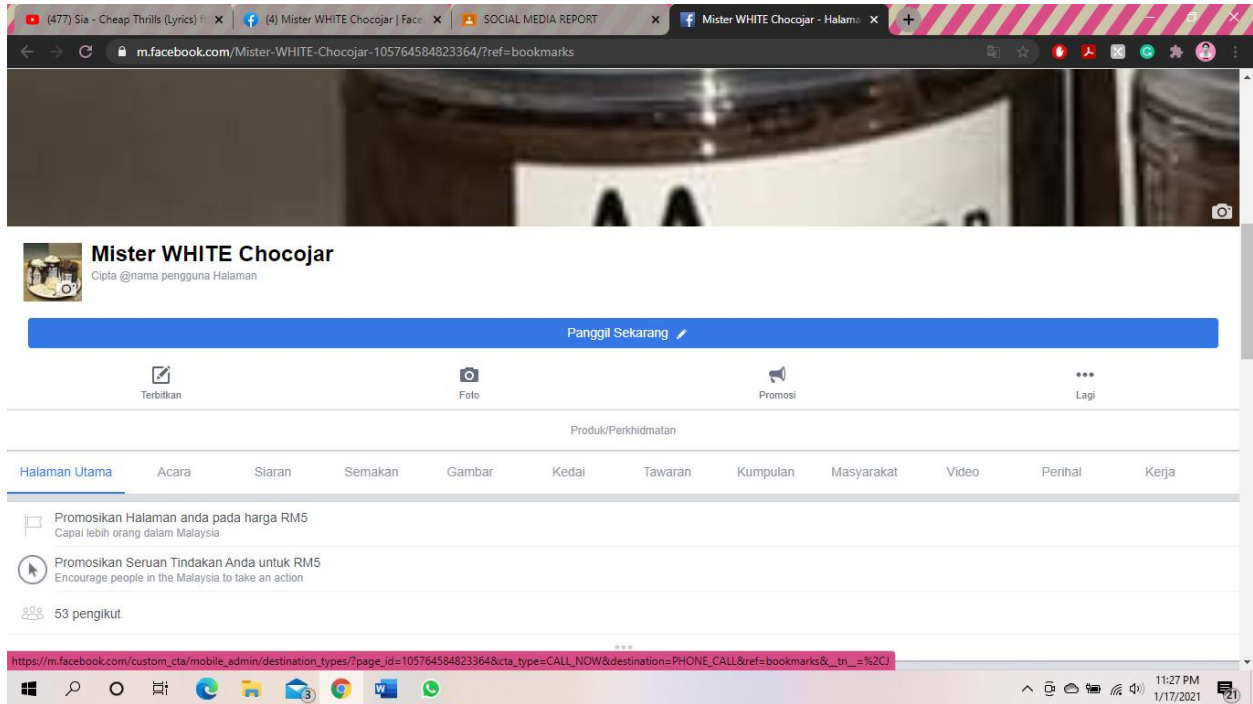 (477) Sia - Cheap Thrills (Lyrics) f
(4) Mister WHITE Chocojar | Face
SOCIAL MEDIA REPORT
Mister WHITE Chocojar - Halama
m.facebook.com/Mister-WHITE-Chocojar-105764584823364/?ref=bookmarks
Mister WHITE Chocojar
Cipta @nama pengguna Halaman
Panggil Sekarang
Terbitkan
Foto
Promosi
Lagi
Produk/Perkhidmatan
Halaman Utama Acara Siaran Semakan Gambar Kedai Tawaran Kumpulan Masyarakat Video Perihal Kerja
Promosikan Halaman anda pada harga RM5
Capai lebih orang dalam Malaysia
Promosikan Seruan Tindakan Anda untuk RM5
Encourage people in the Malaysia to take an action
53 pengikut
https://m.facebook.com/custom_cta/mobile_admin/destination_types/?page_id=105764584823364&cta_type=CALL_NOW&destination=PHONE_CALL&ref=bookmarks&__tn__=%2CJ
3
11:27 PM
1/17/2021
21